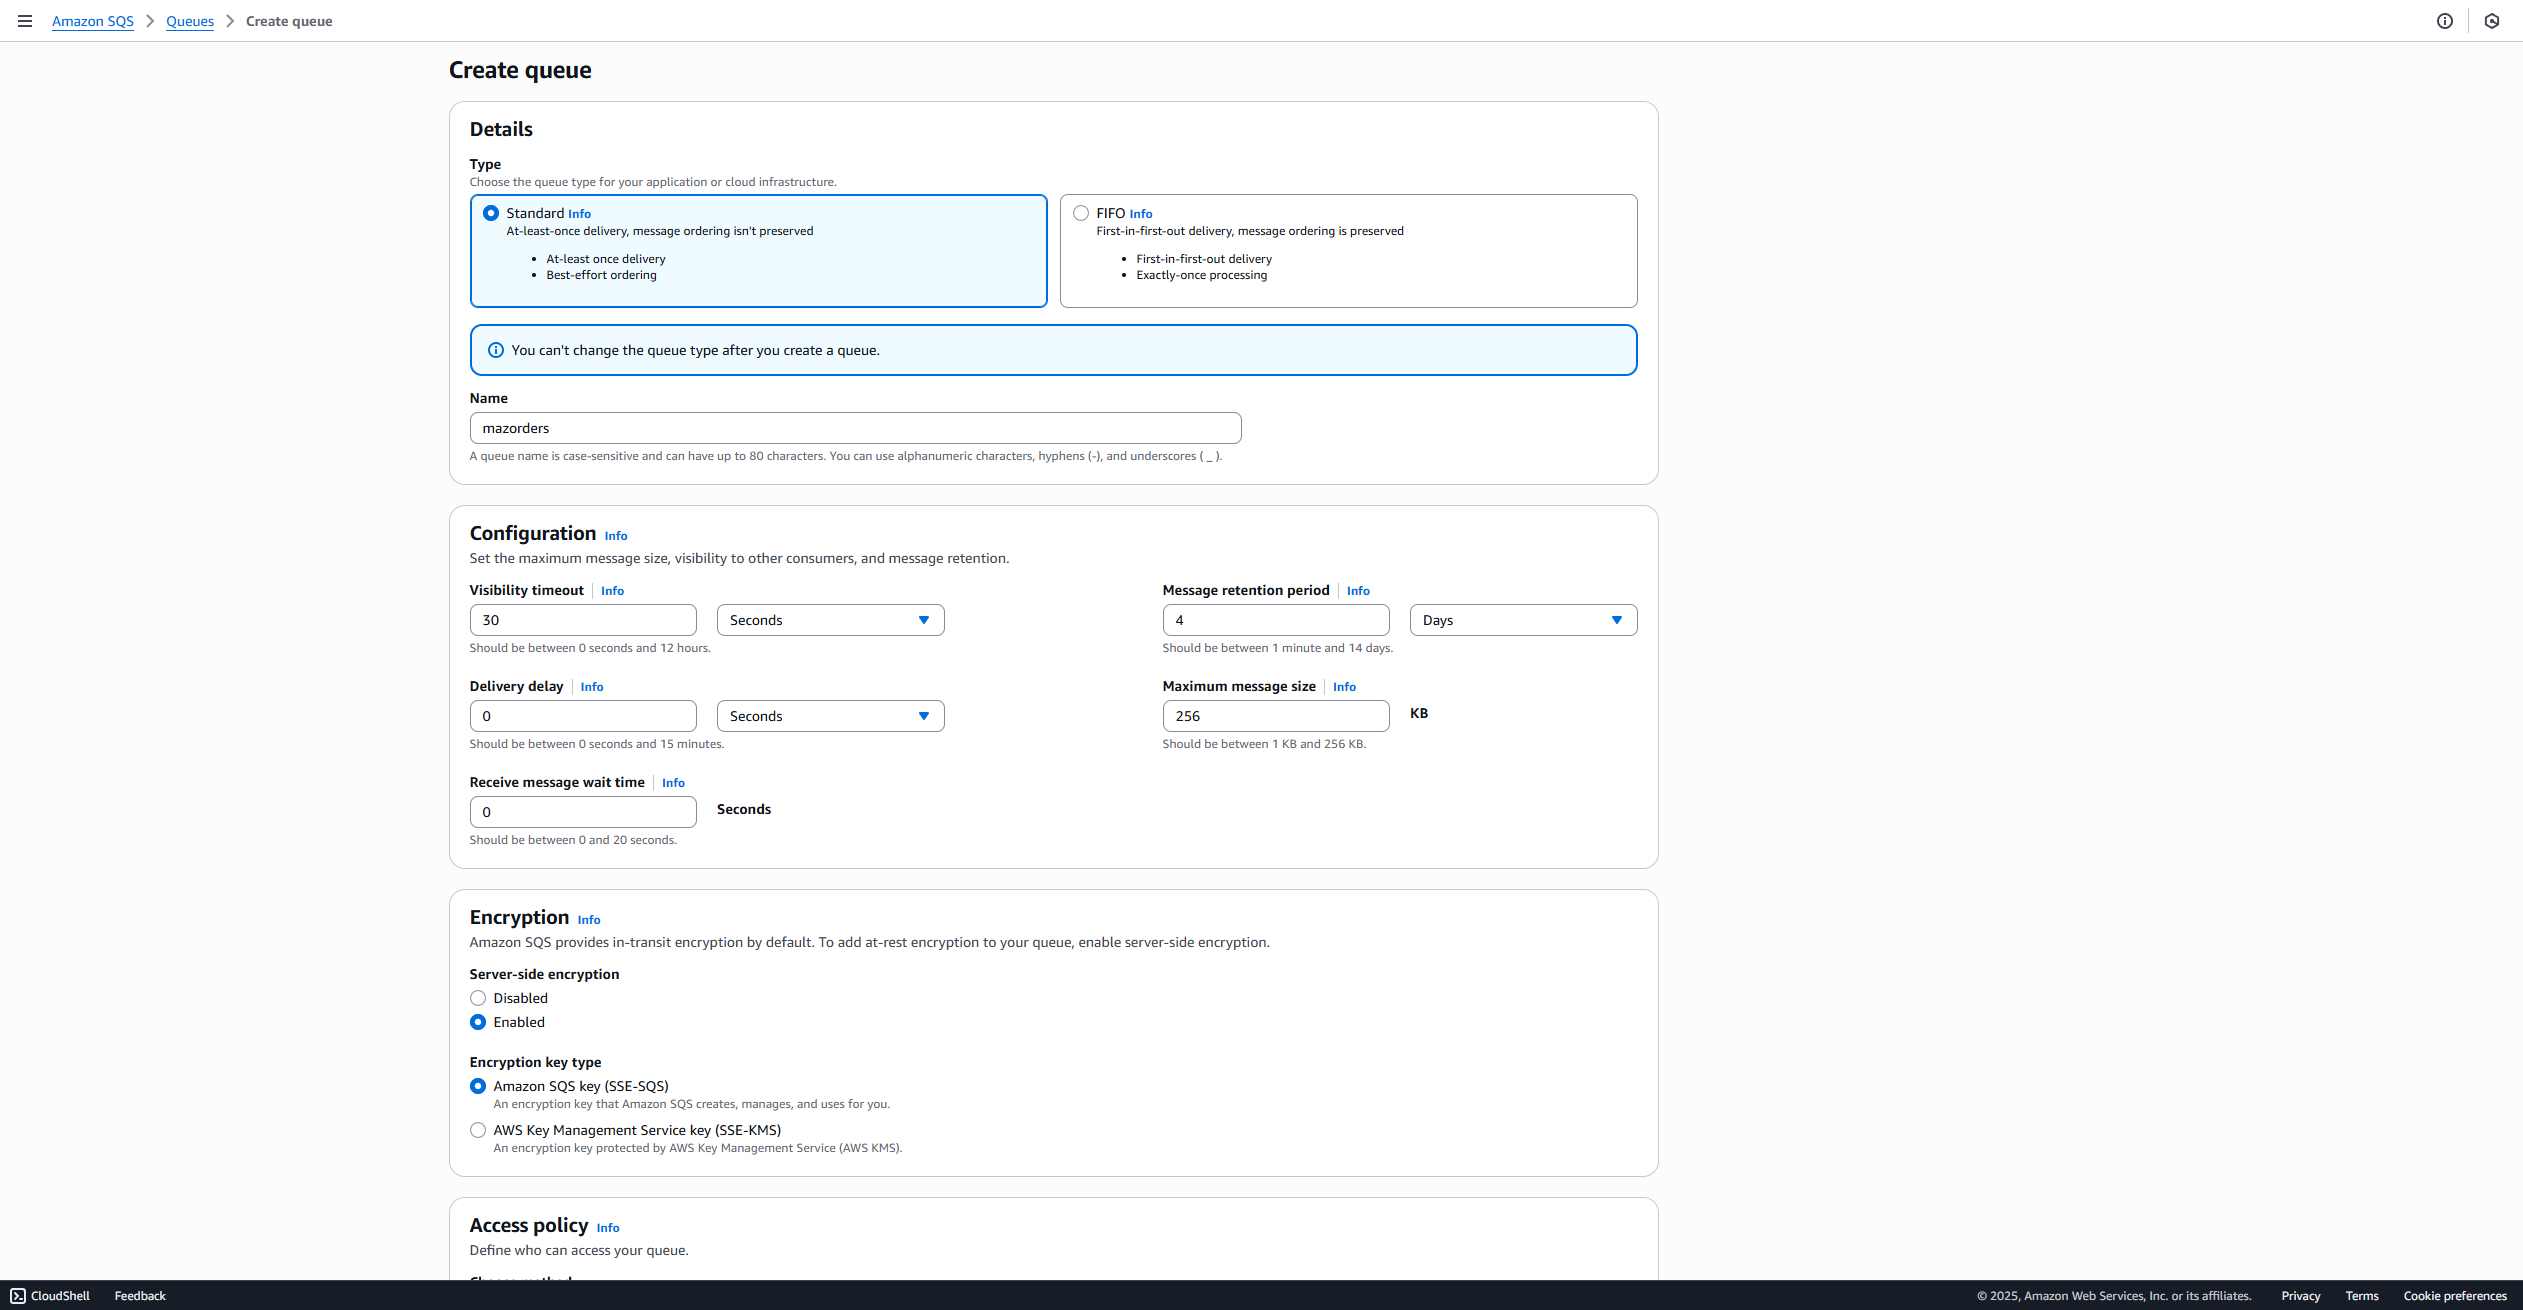 Amazon SQS > Queues > Create queue
Create queue
Details
Type
Choose the queue type for your application or cloud infrastructure.
Standard Info
At-least-once delivery, message ordering isn't preserved
• At-least once delivery
• Best-effort ordering
FIFO Info
First-in-first-out delivery, message ordering is preserved
• First-in-first-out delivery
• Exactly-once processing
You can't change the queue type after you create a queue.
Name
mazorders
A queue name is case-sensitive and can have up to 80 characters. You can use alphanumeric characters, hyphens (-), and underscores ( _ ).
Configuration Info
Set the maximum message size, visibility to other consumers, and message retention.
Visibility timeout Info
30 Seconds
Should be between 0 seconds and 12 hours.
Message retention period Info
4 Days
Should be between 1 minute and 14 days.
Delivery delay Info
0 Seconds
Should be between 0 seconds and 15 minutes.
Maximum message size Info
256 KB
Should be between 1 KB and 256 KB.
Receive message wait time Info
0 Seconds
Should be between 0 and 20 seconds.
Encryption Info
Amazon SQS provides in-transit encryption by default. To add at-rest encryption to your queue, enable server-side encryption.
Server-side encryption
Disabled
Enabled
Encryption key type
Amazon SQS key (SSE-SQS)
An encryption key that Amazon SQS creates, manages, and uses for you.
AWS Key Management Service key (SSE-KMS)
An encryption key protected by AWS Key Management Service (AWS KMS).
Access policy Info
Define who can access your queue.
CloudShell Feedback © 2025, Amazon Web Services, Inc. or its affiliates. Privacy Terms Cookie preferences